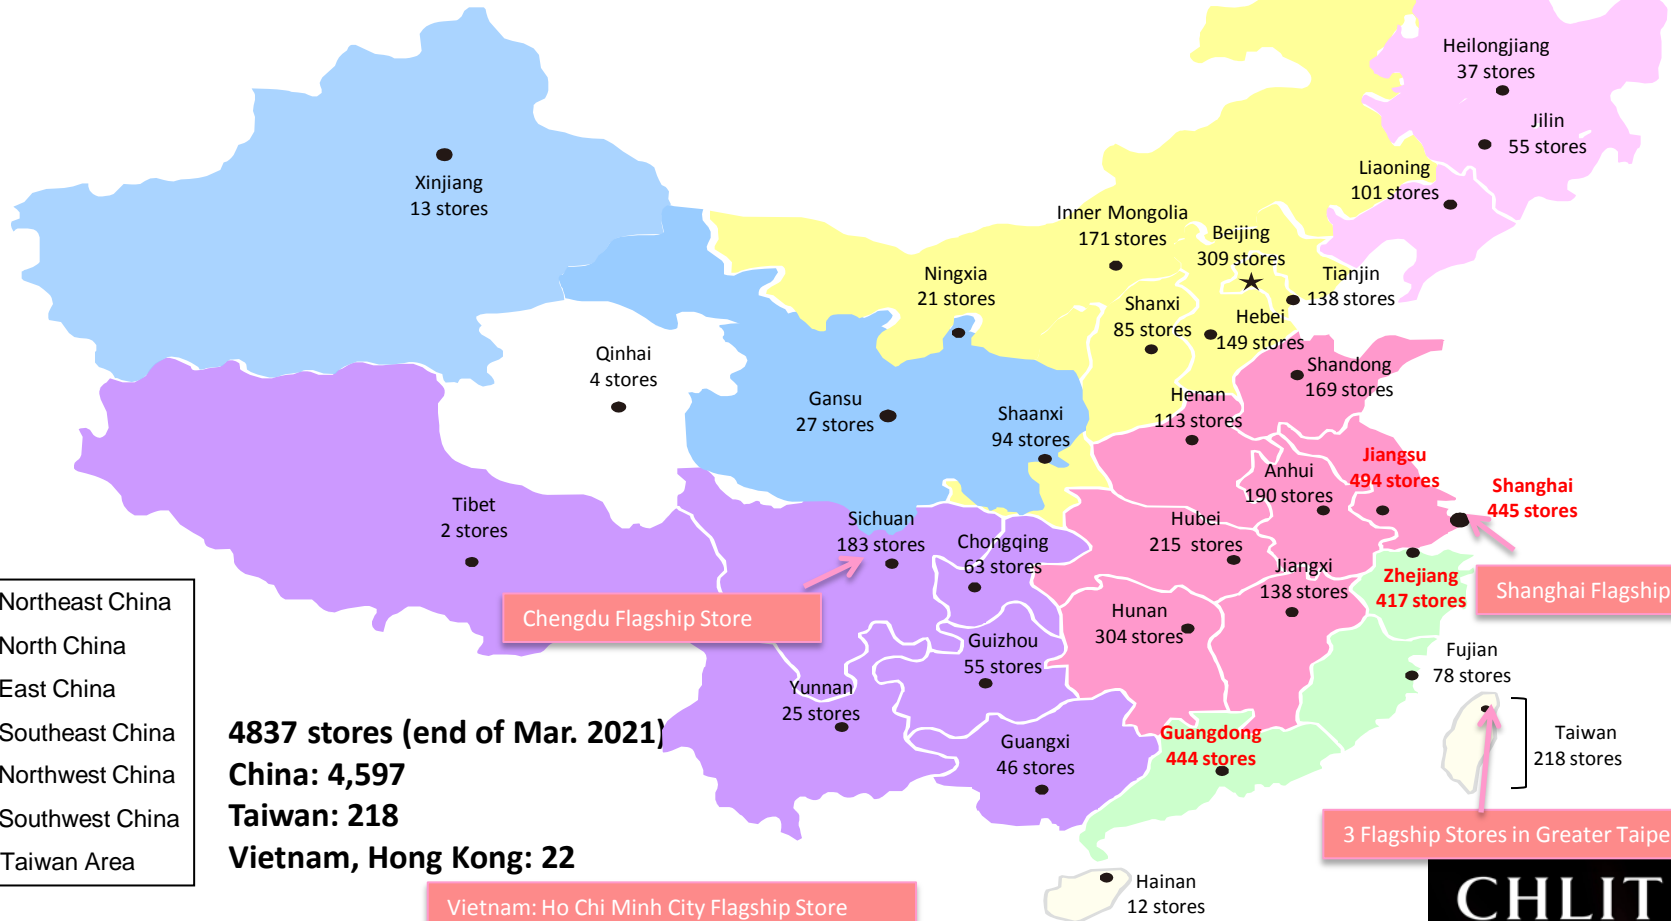 Heilongjiang
37 stores
Jilin
55 stores
Liaoning
101 stores
Xinjiang
13 stores
Inner Mongolia
171 stores
Beijing
309 stores
Ningxia
21 stores
Tianjin
138 stores
Shanxi
85 stores
Hebei
149 stores
Qinhai
4 stores
Shandong
169 stores
Gansu
27 stores
Shaanxi
94 stores
Henan
113 stores
Jiangsu
494 stores
Anhui
190 stores
Shanghai
445 stores
Tibet
2 stores
Sichuan
183 stores
Chongqing
63 stores
Hubei
215 stores
Jiangxi
138 stores
Zhejiang
417 stores
Shanghai Flagship
Chengdu Flagship Store
Hunan
304 stores
Guizhou
55 stores
Fujian
78 stores
Yunnan
25 stores
Guangxi
46 stores
Guangdong
444 stores
Taiwan
218 stores
Northeast China
North China
East China
Southeast China
Northwest China
Southwest China
Taiwan Area
4837 stores (end of Mar. 2021)
China: 4,597
Taiwan: 218
Vietnam, Hong Kong: 22
3 Flagship Stores in Greater Taipe
Hainan
12 stores
Vietnam: Ho Chi Minh City Flagship Store
CHLIT